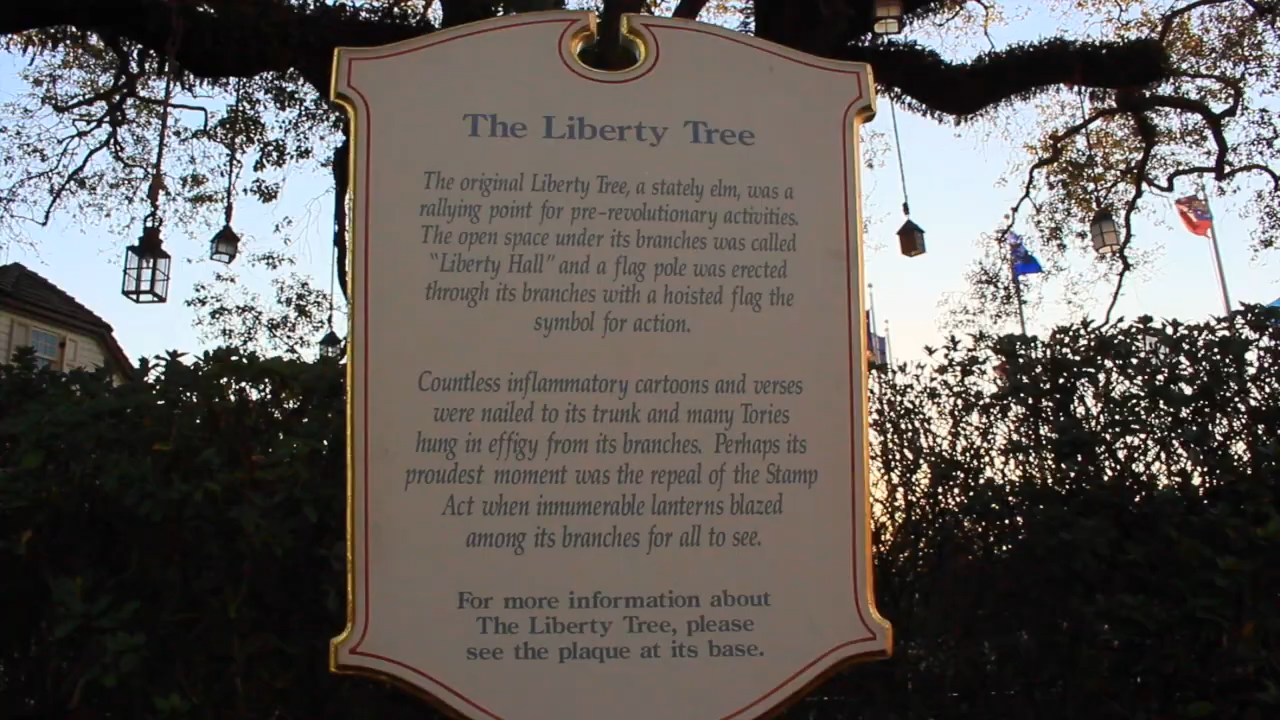 The Liberty Tree
The original Liberty Tree, a stately elm, was a
rallying point for pre-revolutionary activities.
The open space under its branches was called
"Liberty Hall" and a flag pole was erected
through its branches with a hoisted flag the
symbol for action.
Countless inflammatory cartoons and verses
were nailed to its trunk and many Tories
hung in effigy from its branches. Perhaps its
proudest moment was the repeal of the Stamp
Act when innumerable lanterns blazed
among its branches for all to see.
For more information about
The Liberty Tree, please
see the plaque at its base.